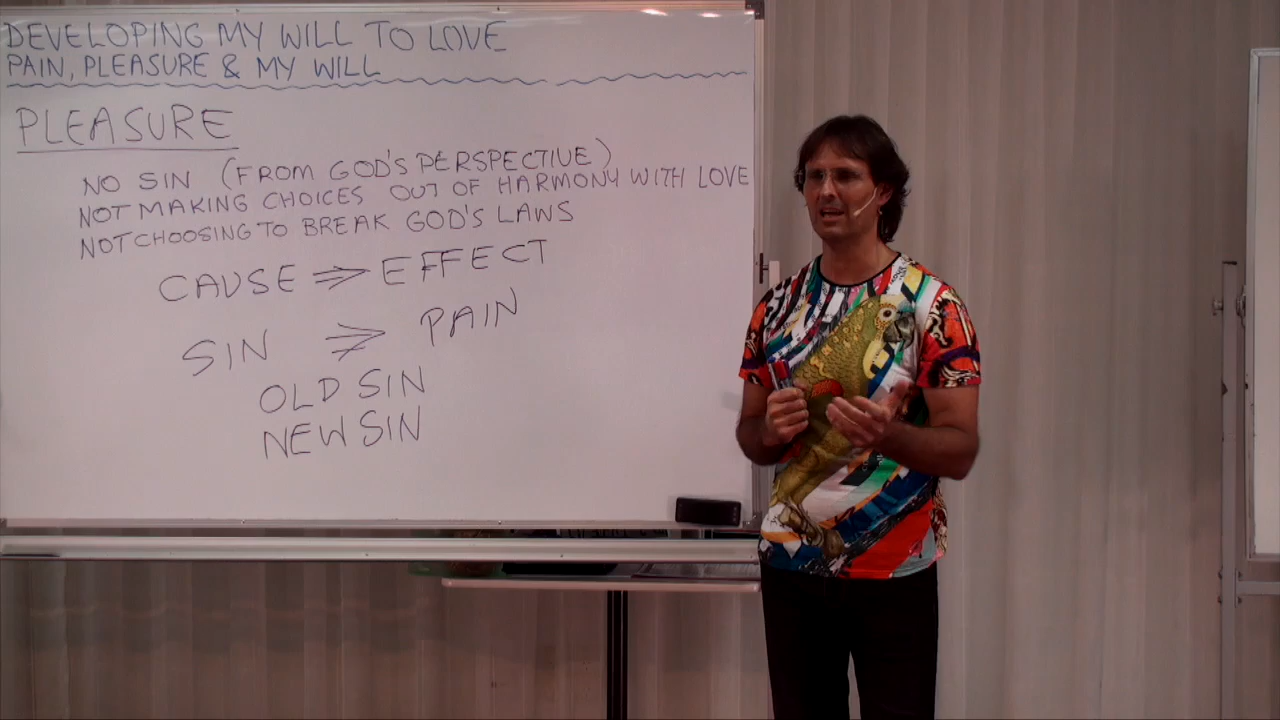 DEVELOPING MY WILL TO LOVE
PAIN, PLEASURE & MY WILL
PLEASURE
NO SIN (FROM GOD'S PERSPECTIVE)
NOT MAKING CHOICES OUT OF HARMONY WITH LOVE
NOT CHOOSING TO BREAK GOD'S LAWS
CAUSE ⇒ EFFECT
SIN ⇒ PAIN
OLD SIN
NEW SIN